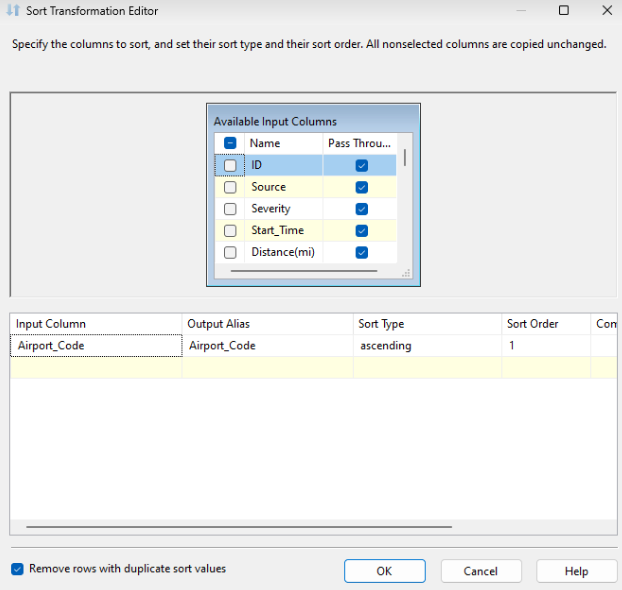 Sort Transformation Editor
Specify the columns to sort, and set their sort type and their sort order. All nonselected columns are copied unchanged.
Available Input Columns
Name Pass Throu...
ID
Source
Severity
Start_Time
Distance(mi)
Input Column Output Alias Sort Type Sort Order Com
Airport_Code Airport_Code ascending 1
Remove rows with duplicate sort values OK Cancel Help